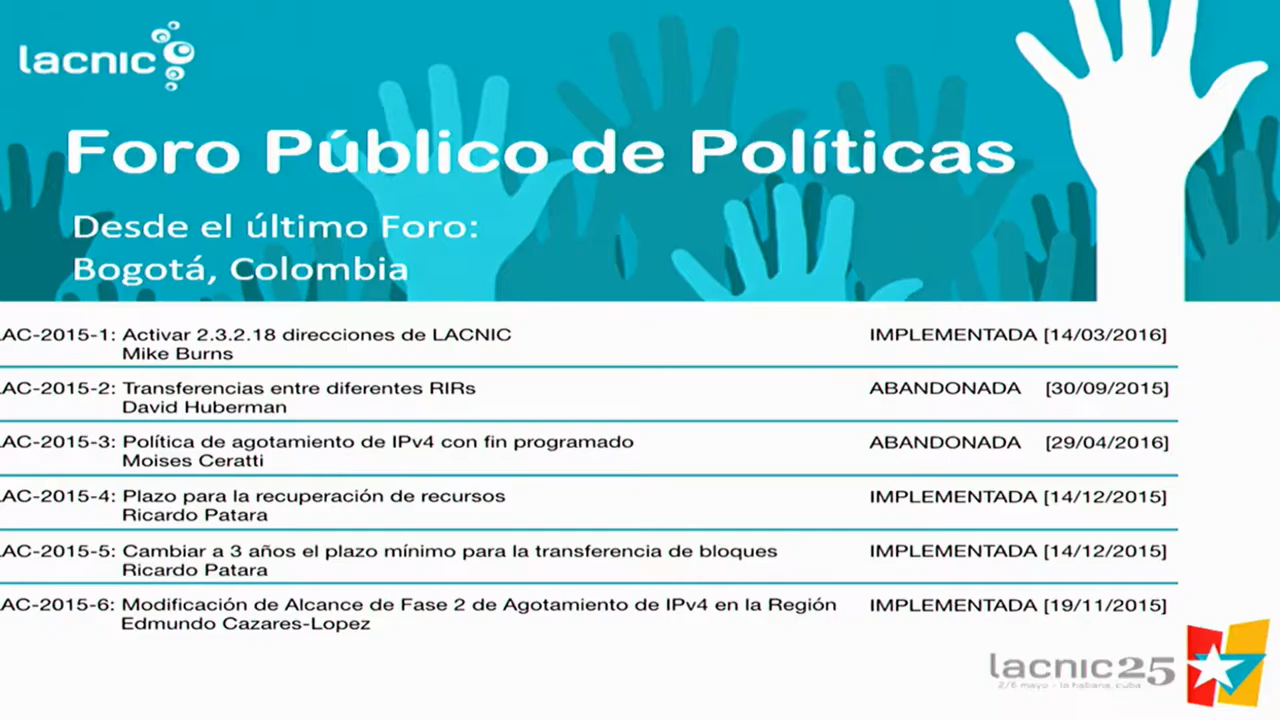 lacnic
Foro Público de Políticas
Desde el último Foro:
Bogotá, Colombia
AC-2015-1: Activar 2.3.2.18 direcciones de LACNIC IMPLEMENTADA [14/03/2016]
Mike Burns
AC-2015-2: Transferencias entre diferentes RIRs ABANDONADA [30/09/2015]
David Huberman
AC-2015-3: Política de agotamiento de IPv4 con fin programado ABANDONADA [29/04/2016]
Moises Ceratti
AC-2015-4: Plazo para la recuperación de recursos IMPLEMENTADA [14/12/2015]
Ricardo Patara
AC-2015-5: Cambiar a 3 años el plazo mínimo para la transferencia de bloques IMPLEMENTADA [14/12/2015]
Ricardo Patara
AC-2015-6: Modificación de Alcance de Fase 2 de Agotamiento de IPv4 en la Región IMPLEMENTADA [19/11/2015]
Edmundo Cazares-Lopez
lacnic25
2/6 mayo - la habana, cuba